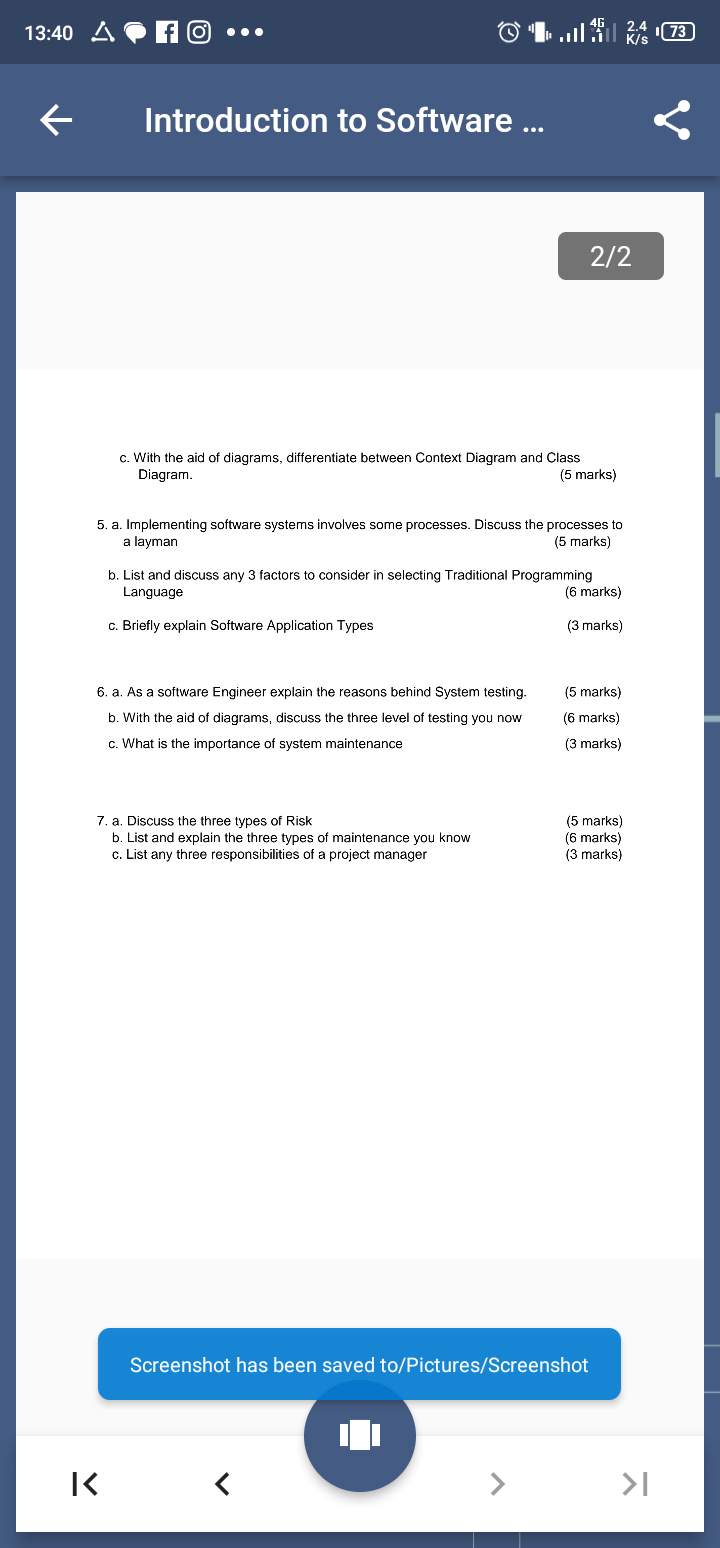 13:40
4G
2.4
K/s
73
Introduction to Software ...
2/2
c. With the aid of diagrams, differentiate between Context Diagram and Class
Diagram. (5 marks)
5. a. Implementing software systems involves some processes. Discuss the processes to
a layman (5 marks)
b. List and discuss any 3 factors to consider in selecting Traditional Programming
Language (6 marks)
c. Briefly explain Software Application Types (3 marks)
6. a. As a software Engineer explain the reasons behind System testing. (5 marks)
b. With the aid of diagrams, discuss the three level of testing you now (6 marks)
c. What is the importance of system maintenance (3 marks)
7. a. Discuss the three types of Risk (5 marks)
b. List and explain the three types of maintenance you know (6 marks)
c. List any three responsibilities of a project manager (3 marks)
Screenshot has been saved to/Pictures/Screenshot